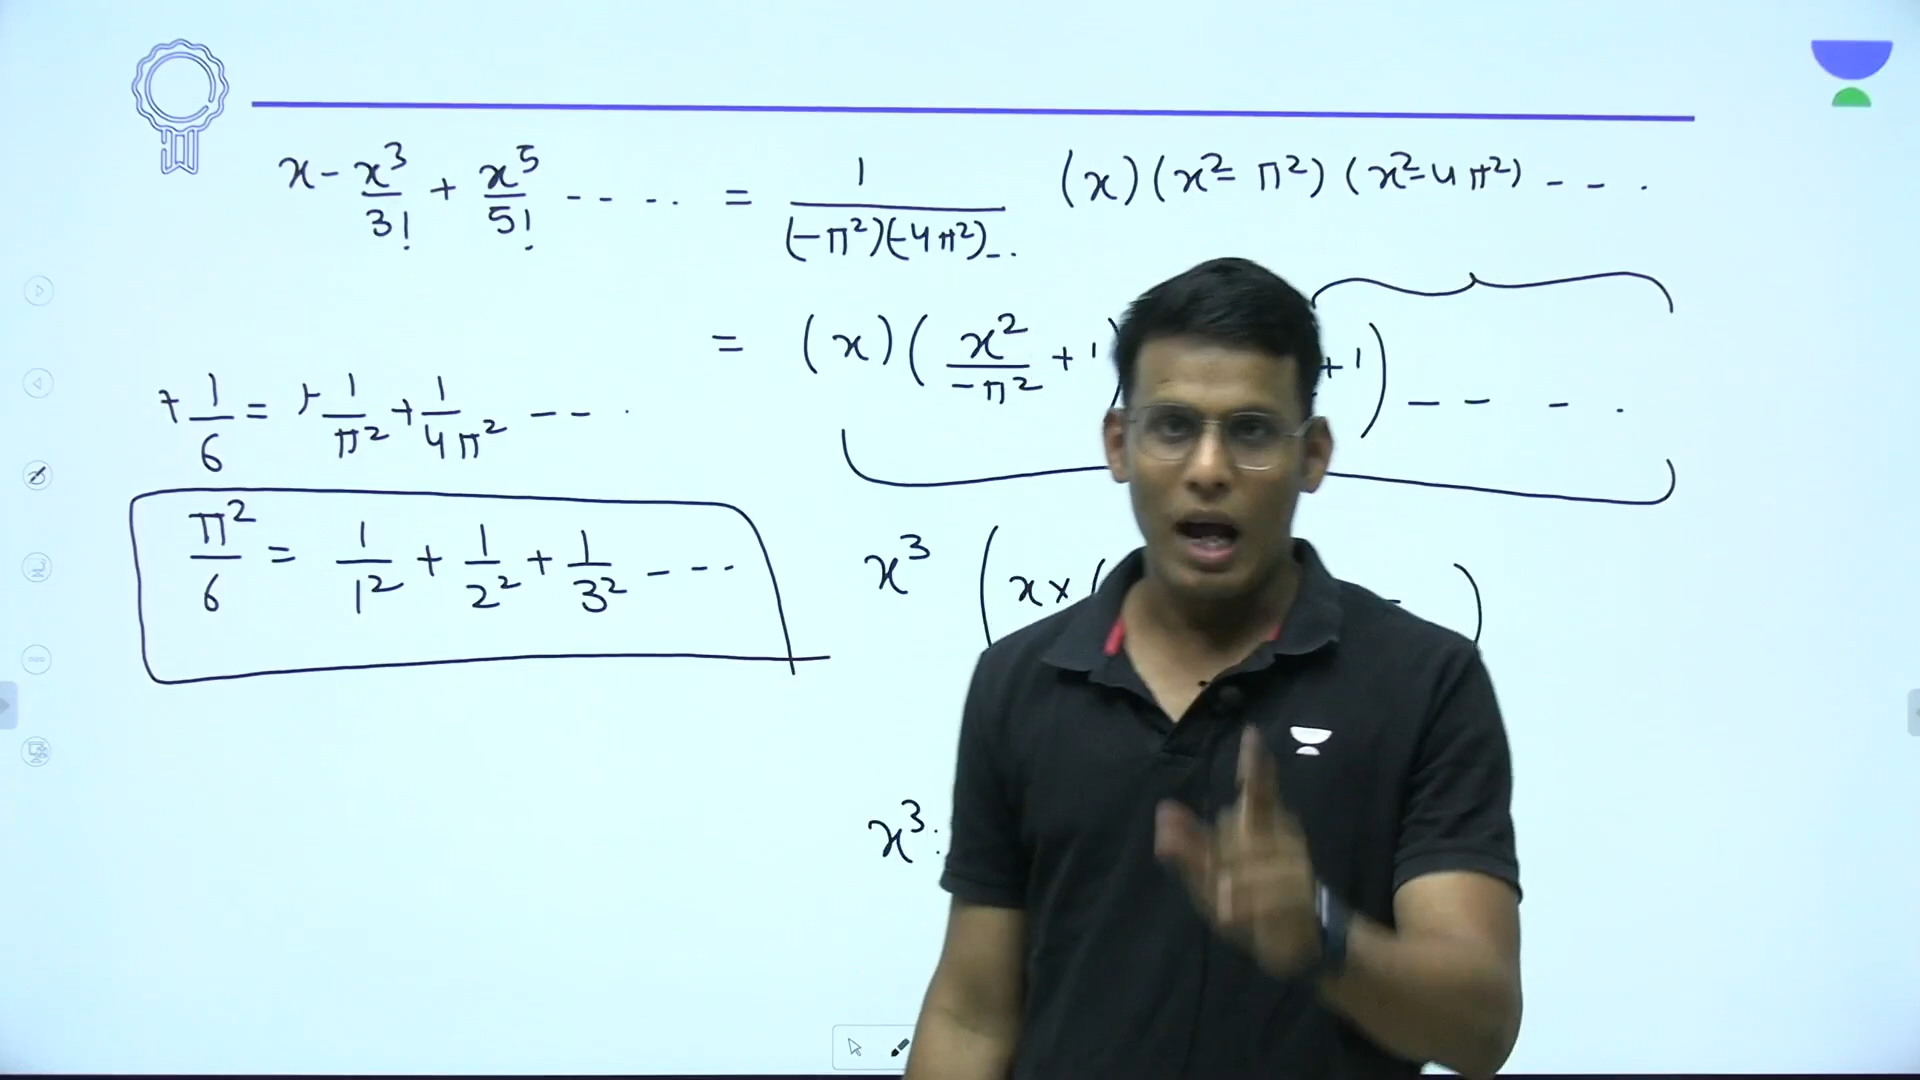 x - x³/3! + x⁵/5! - - - - . = 1/((-π²)(-4π²)_ .) (x)(x² - π²)(x² - 4π²) - - - .
= (x)(x²/-π² + 1) +1) - - - .
+ 1/6 = + 1/π² + 1/4π² - - .
π²/6 = 1/1² + 1/2² + 1/3² - - - -
x³ (x × ( )
x³ :